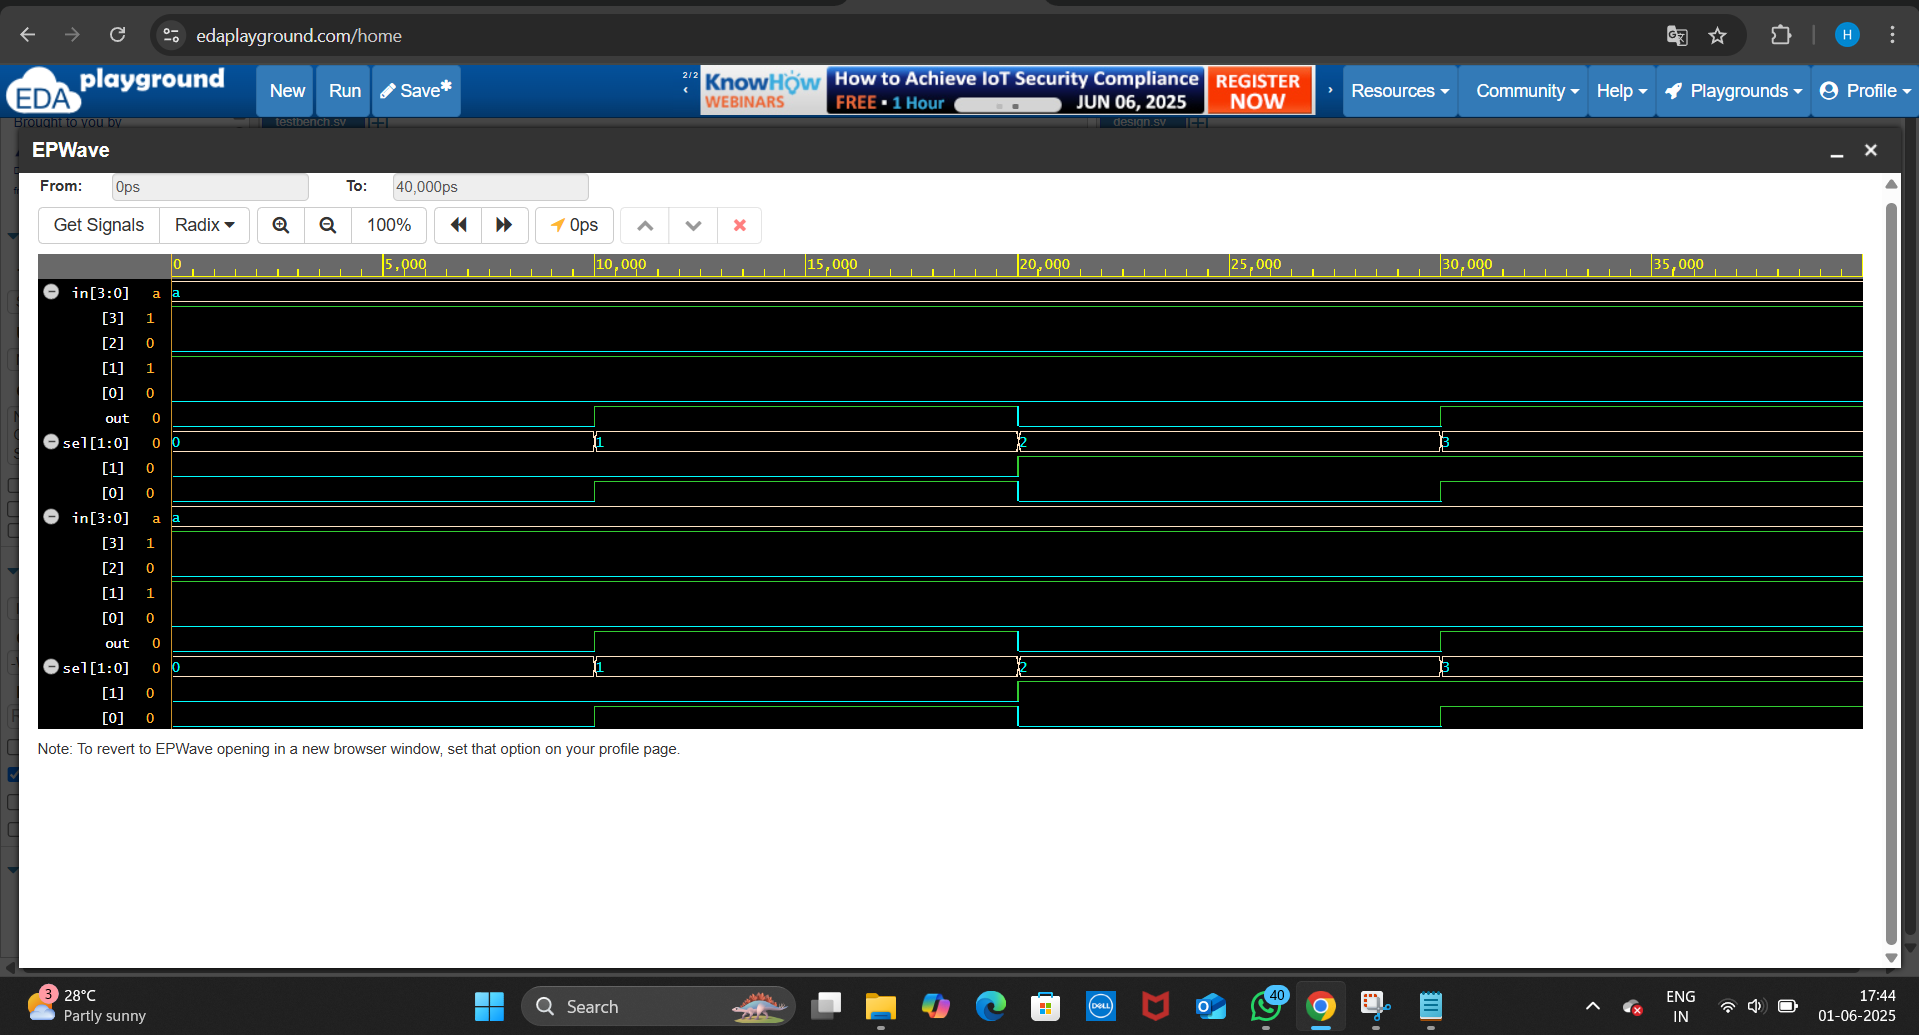 edaplayground.com/home
H
EDA playground
New
Run
Save*
2/2
KnowHow
WEBINARS
How to Achieve IoT Security Compliance
FREE • 1 Hour
JUN 06, 2025
REGISTER
NOW
Resources
Community
Help
Playgrounds
Profile
Brought to you by
testbench.sv
design.sv
EPWave
From:
0ps
To:
40,000ps
Get Signals
Radix
100%
0ps
0 5,000 10,000 15,000 20,000 25,000 30,000 35,000
in[3:0] a a
[3] 1
[2] 0
[1] 1
[0] 0
out 0
sel[1:0] 0 0 1 2 3
[1] 0
[0] 0
in[3:0] a a
[3] 1
[2] 0
[1] 1
[0] 0
out 0
sel[1:0] 0 0 1 2 3
[1] 0
[0] 0
Note: To revert to EPWave opening in a new browser window, set that option on your profile page.
3
28°C
Partly sunny
Search
DELL
40
ENG
IN
17:44
01-06-2025